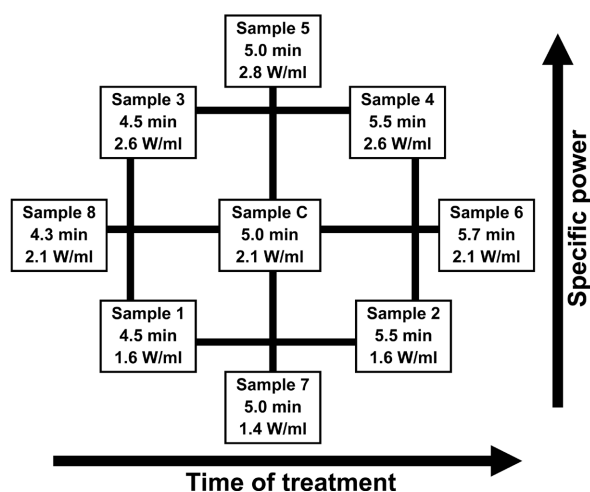 Sample 5
5.0 min
2.8 W/ml
Sample 3
4.5 min
2.6 W/ml
Sample 4
5.5 min
2.6 W/ml
Sample 8
4.3 min
2.1 W/ml
Sample C
5.0 min
2.1 W/ml
Sample 6
5.7 min
2.1 W/ml
Sample 1
4.5 min
1.6 W/ml
Sample 2
5.5 min
1.6 W/ml
Sample 7
5.0 min
1.4 W/ml
Specific power
Time of treatment